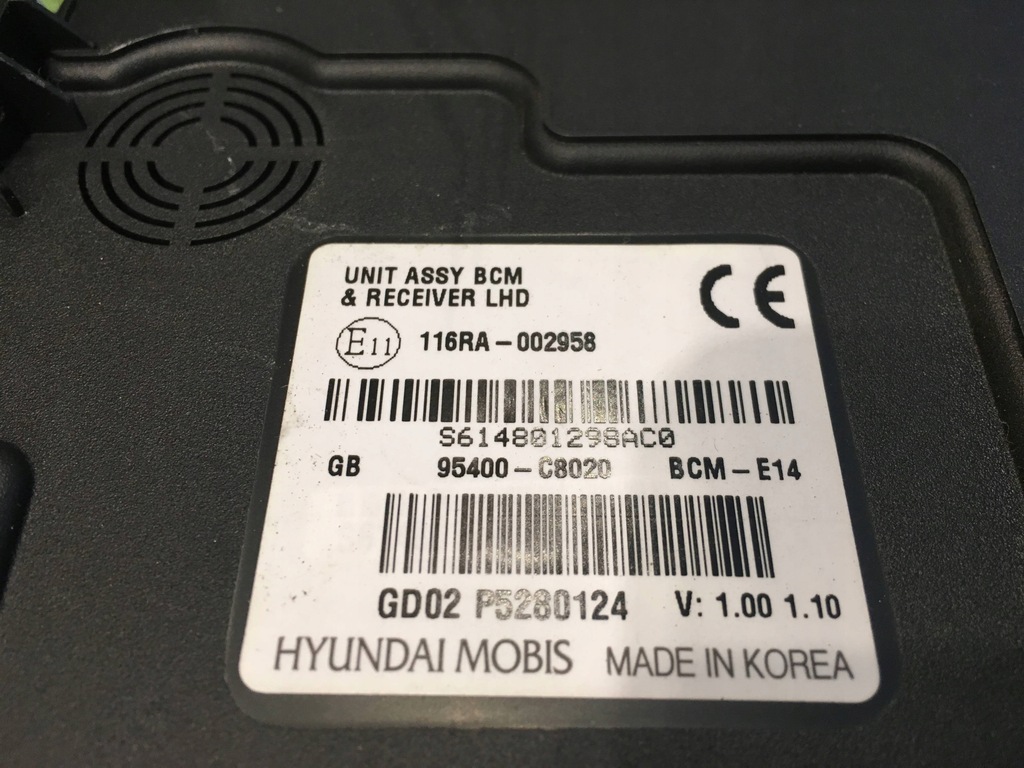 UNIT ASSY BCM
& RECEIVER LHD
CE
E11 116RA-002958
S614801298AC0
GB 95400-C8020 BCM-E14
GD02 P5280124 V: 1.00 1.10
HYUNDAI MOBIS MADE IN KOREA